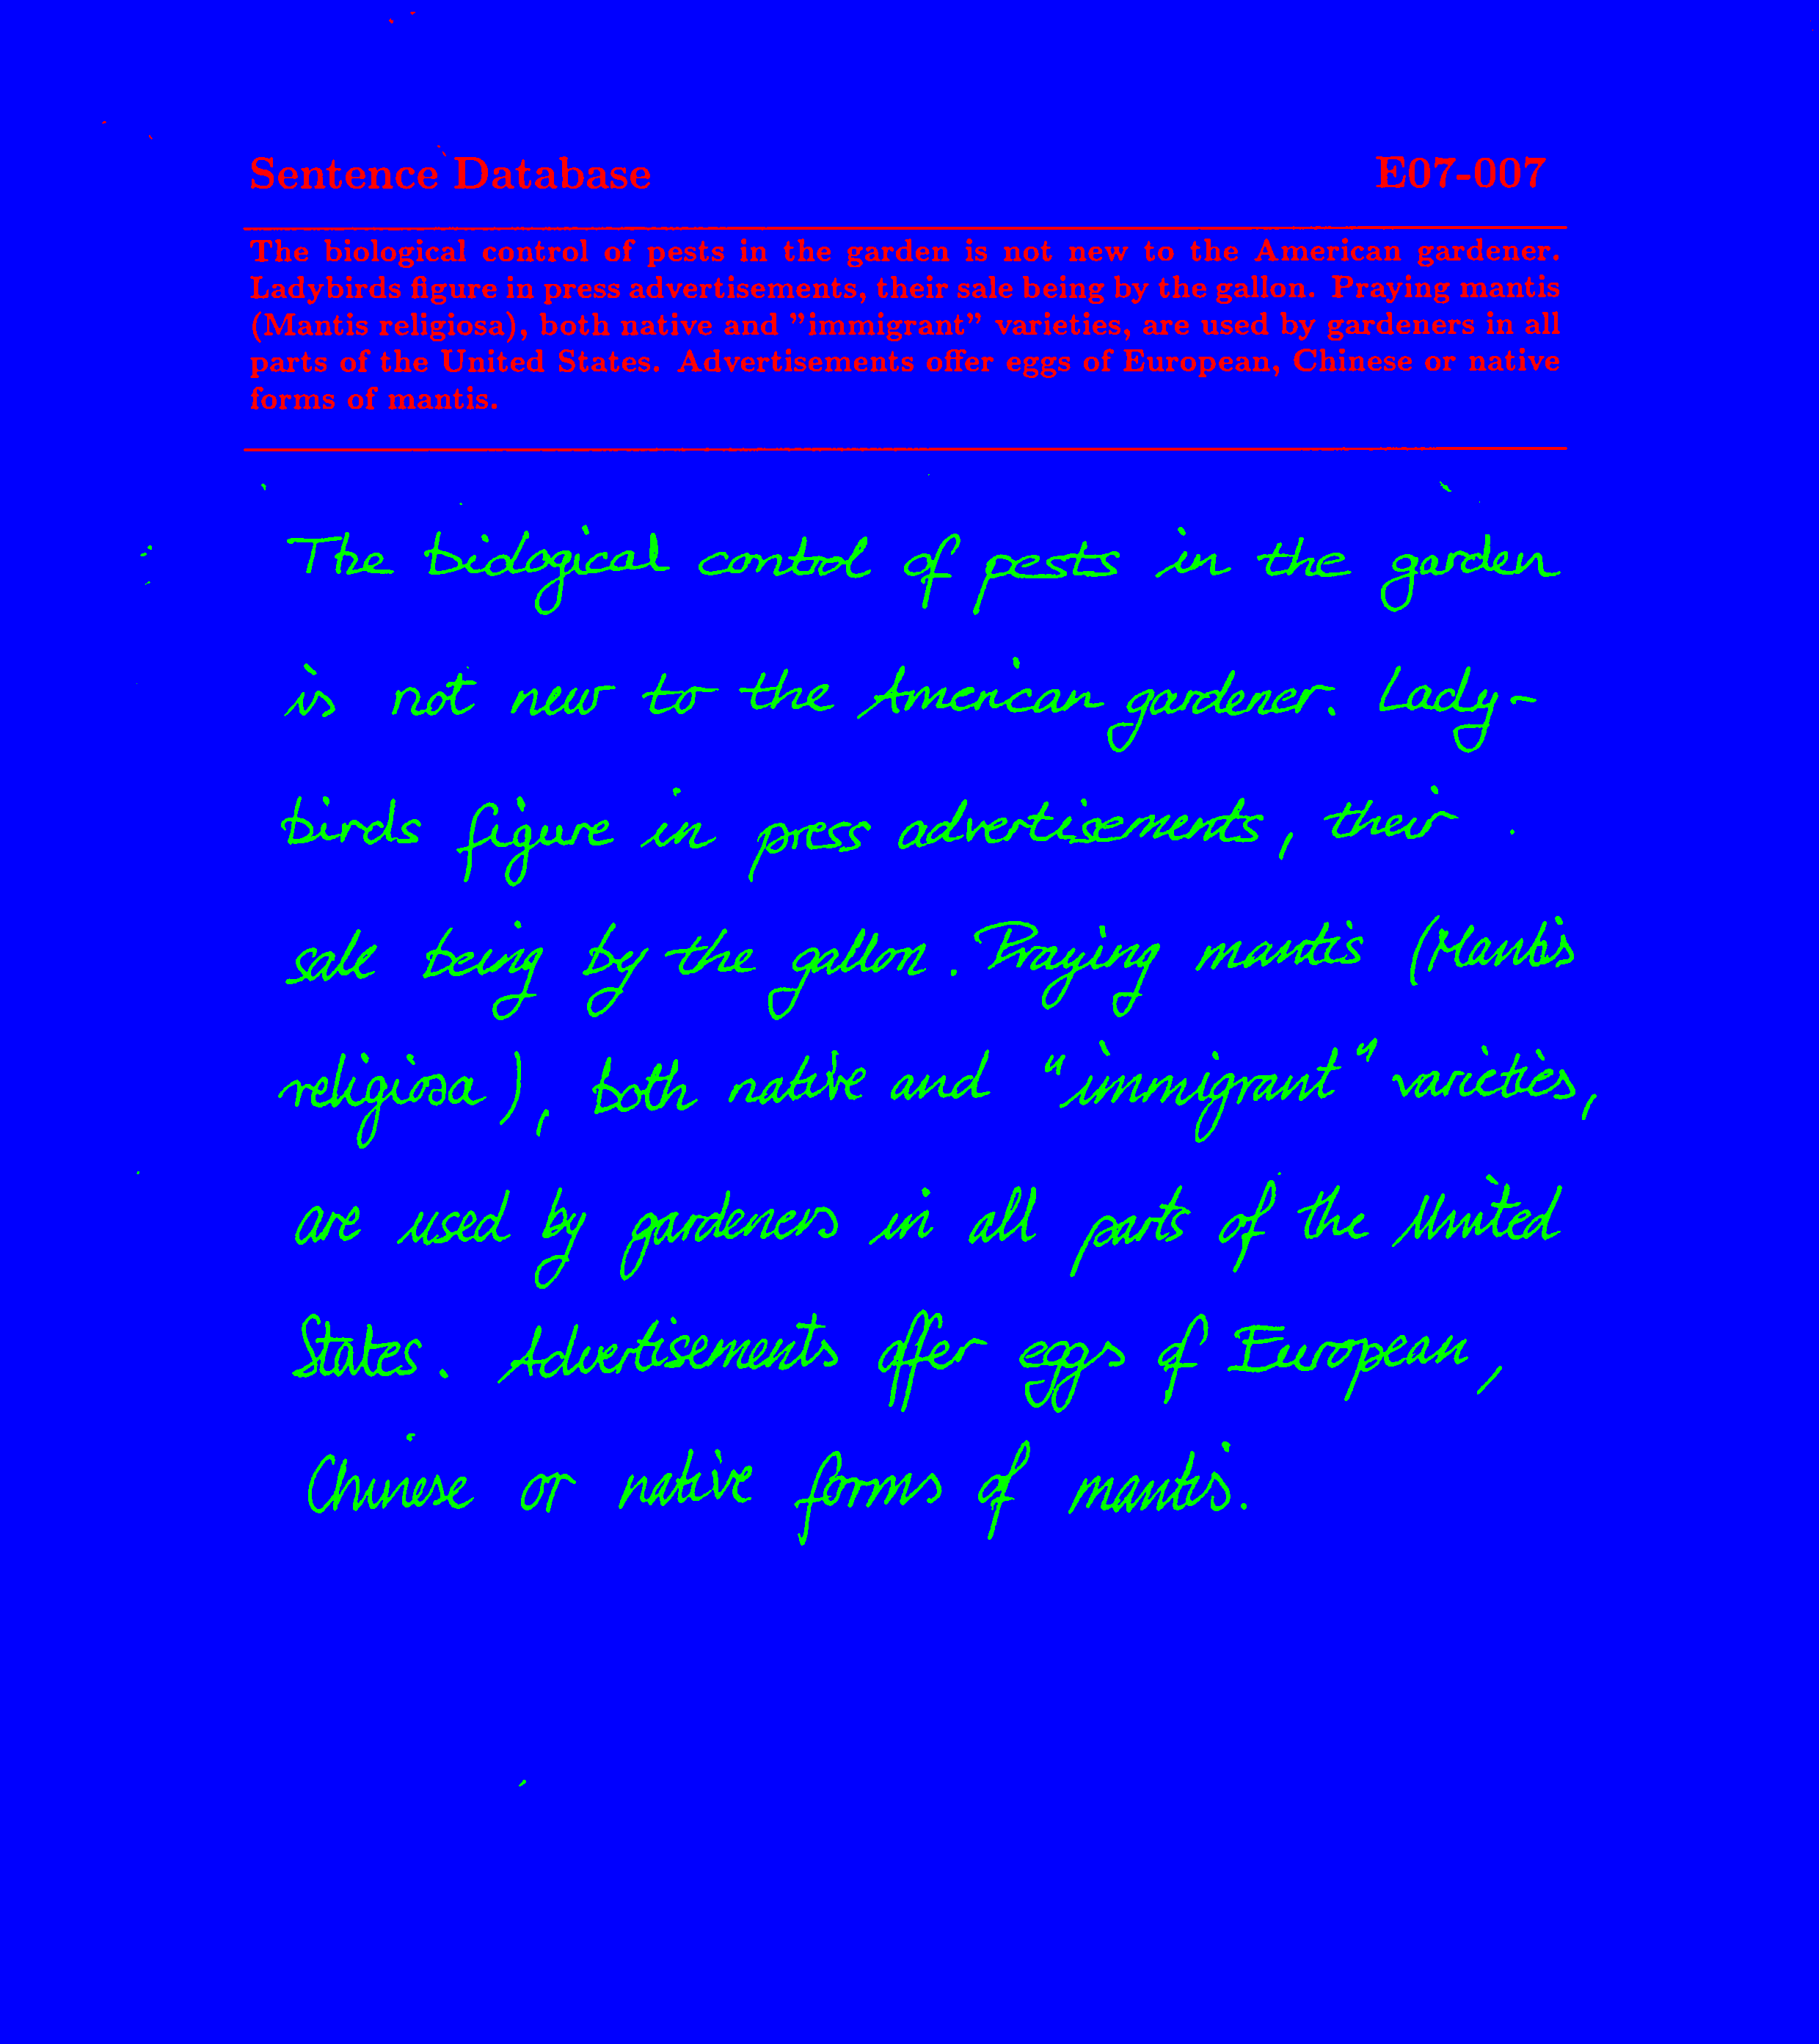 Sentence Database E07-007
The biological control of pests in the garden is not new to the American gardener.
Ladybirds figure in press advertisements, their sale being by the gallon. Praying mantis
(Mantis religiosa), both native and "immigrant" varieties, are used by gardeners in all
parts of the United States. Advertisements offer eggs of European, Chinese or native
forms of mantis.
The biological control of pests in the garden
is not new to the American gardener. Lady-
birds figure in press advertisements, their
sale being by the gallon. Praying mantis (Mantis
religiosa), both native and "immigrant" varieties,
are used by gardeners in all parts of the United
States. Advertisements offer eggs of European,
Chinese or native forms of mantis.